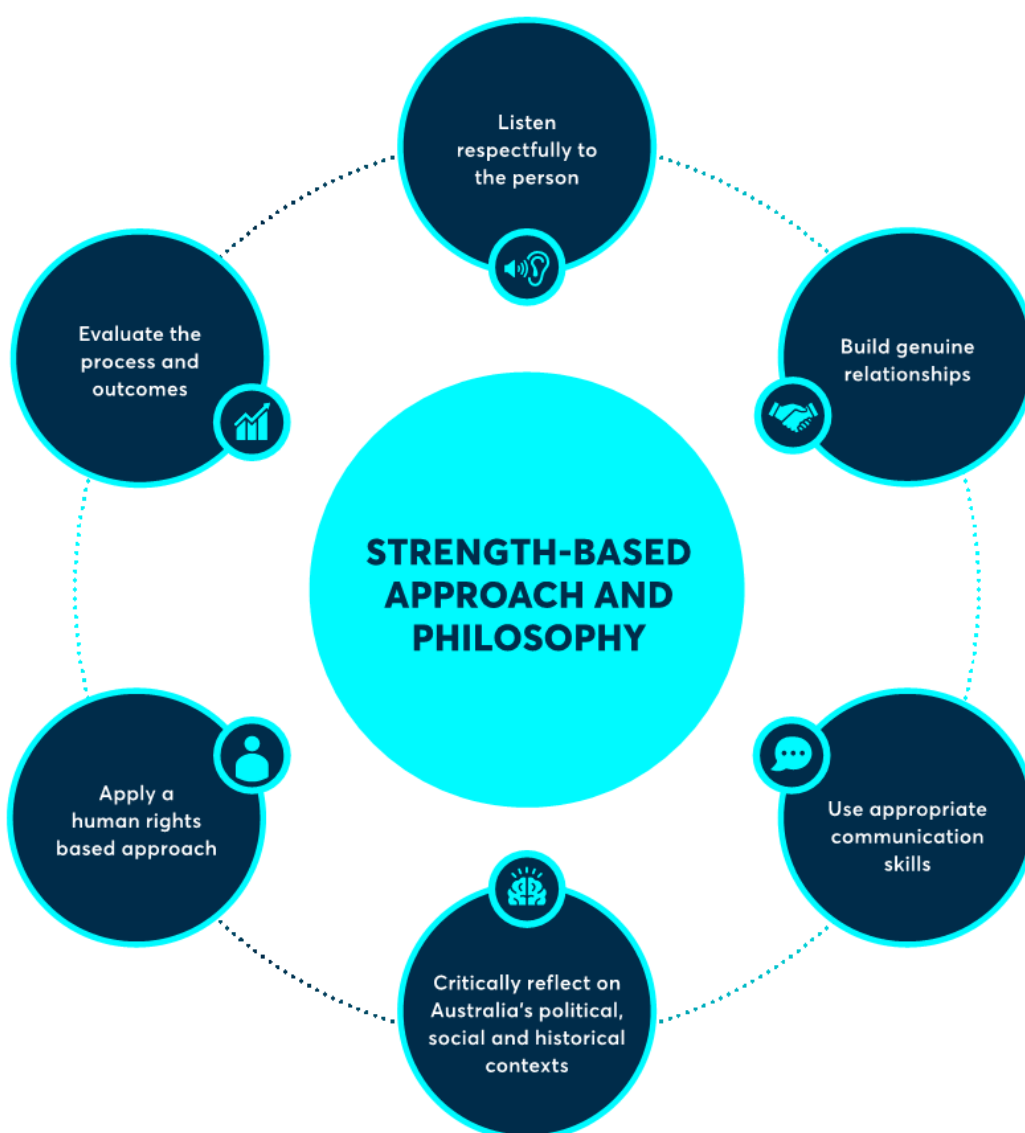 Listen
respectfully to
the person
Build genuine
relationships
Use appropriate
communication
skills
Critically reflect on
Australia's political,
social and historical
contexts
Apply a
human rights
based approach
Evaluate the
process and
outcomes
STRENGTH-BASED
APPROACH AND
PHILOSOPHY